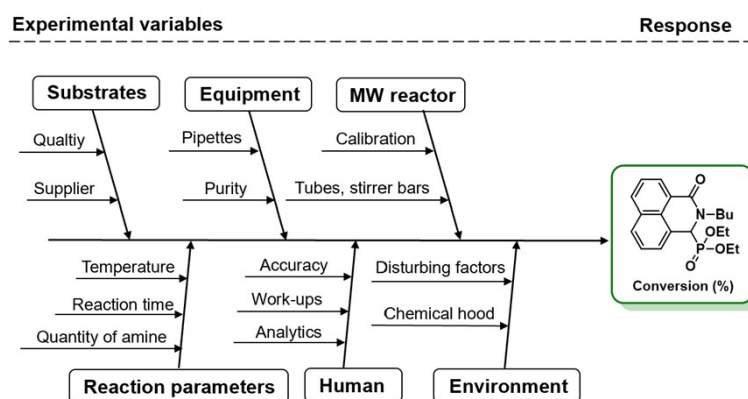 Experimental variables
Response
Substrates
Equipment
MW reactor
Qualtiy
Pipettes
Calibration
Supplier
Purity
Tubes, stirrer bars
O
N
Bu
OEt
P
OEt
O
Conversion (%)
Temperature
Accuracy
Disturbing factors
Reaction time
Work-ups
Chemical hood
Quantity of amine
Analytics
Reaction parameters
Human
Environment